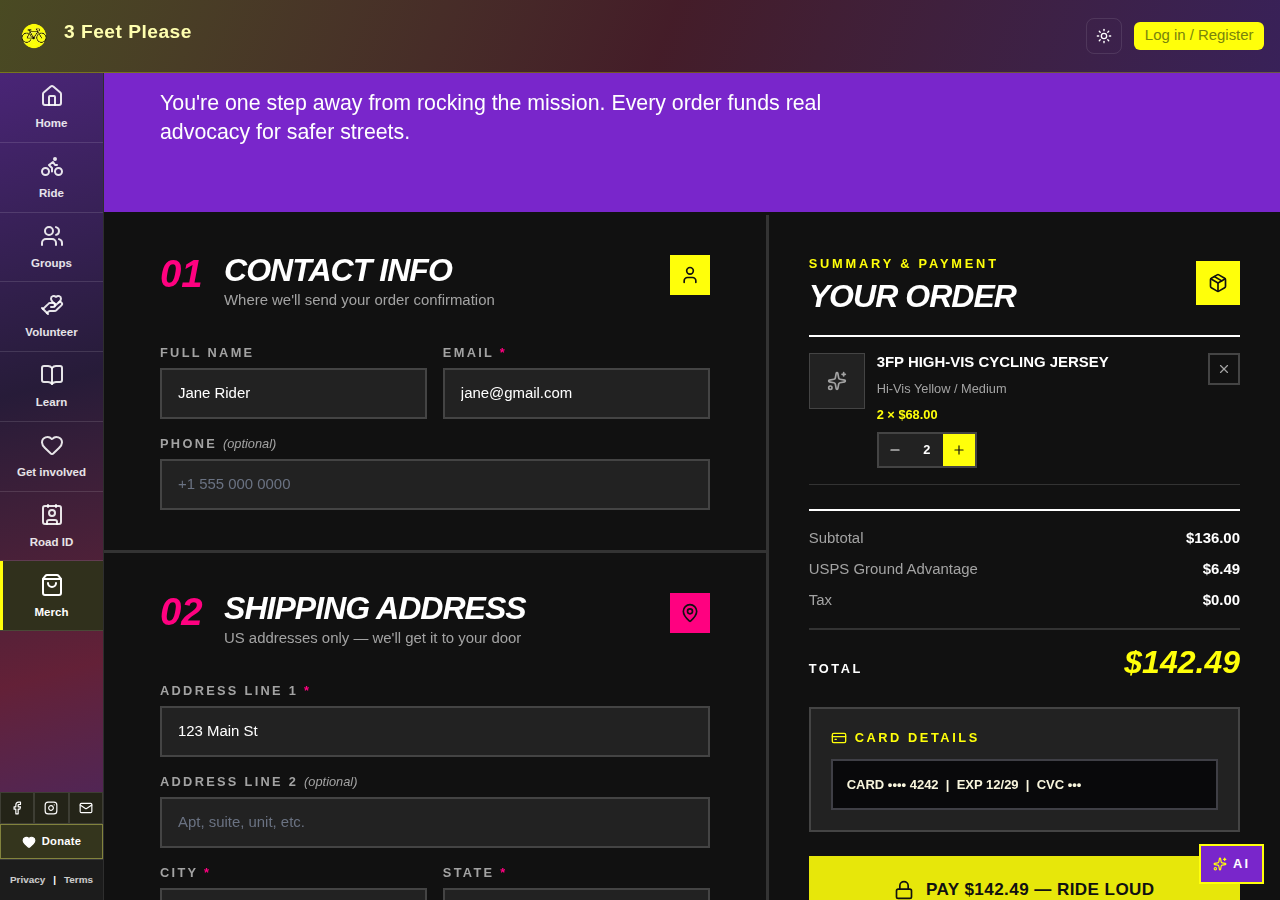 3 Feet Please
Log in / Register
Home
Ride
Groups
Volunteer
Learn
Get involved
Road ID
Merch
Donate
Privacy | Terms
You're one step away from rocking the mission. Every order funds real
advocacy for safer streets.
01 CONTACT INFO
Where we'll send your order confirmation
FULL NAME
EMAIL *
Jane Rider
jane@gmail.com
PHONE (optional)
+1 555 000 0000
02 SHIPPING ADDRESS
US addresses only — we'll get it to your door
ADDRESS LINE 1 *
123 Main St
ADDRESS LINE 2 (optional)
Apt, suite, unit, etc.
CITY *
STATE *
SUMMARY & PAYMENT
YOUR ORDER
3FP HIGH-VIS CYCLING JERSEY
Hi-Vis Yellow / Medium
2 × $68.00
− 2 +
Subtotal $136.00
USPS Ground Advantage $6.49
Tax $0.00
TOTAL $142.49
CARD DETAILS
CARD •••• 4242 | EXP 12/29 | CVC •••
PAY $142.49 — RIDE LOUD
AI